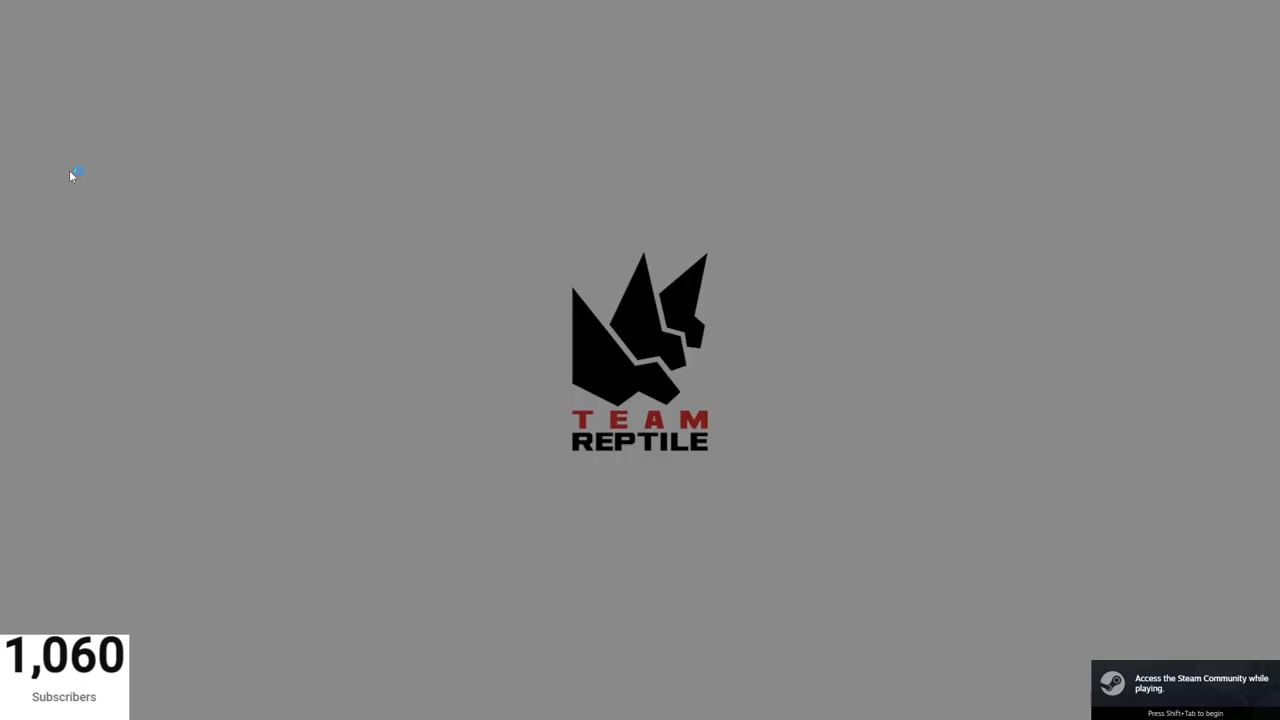 TEAM
REPTILE
1,060
Subscribers
Access the Steam Community while
playing.
Press Shift+Tab to begin